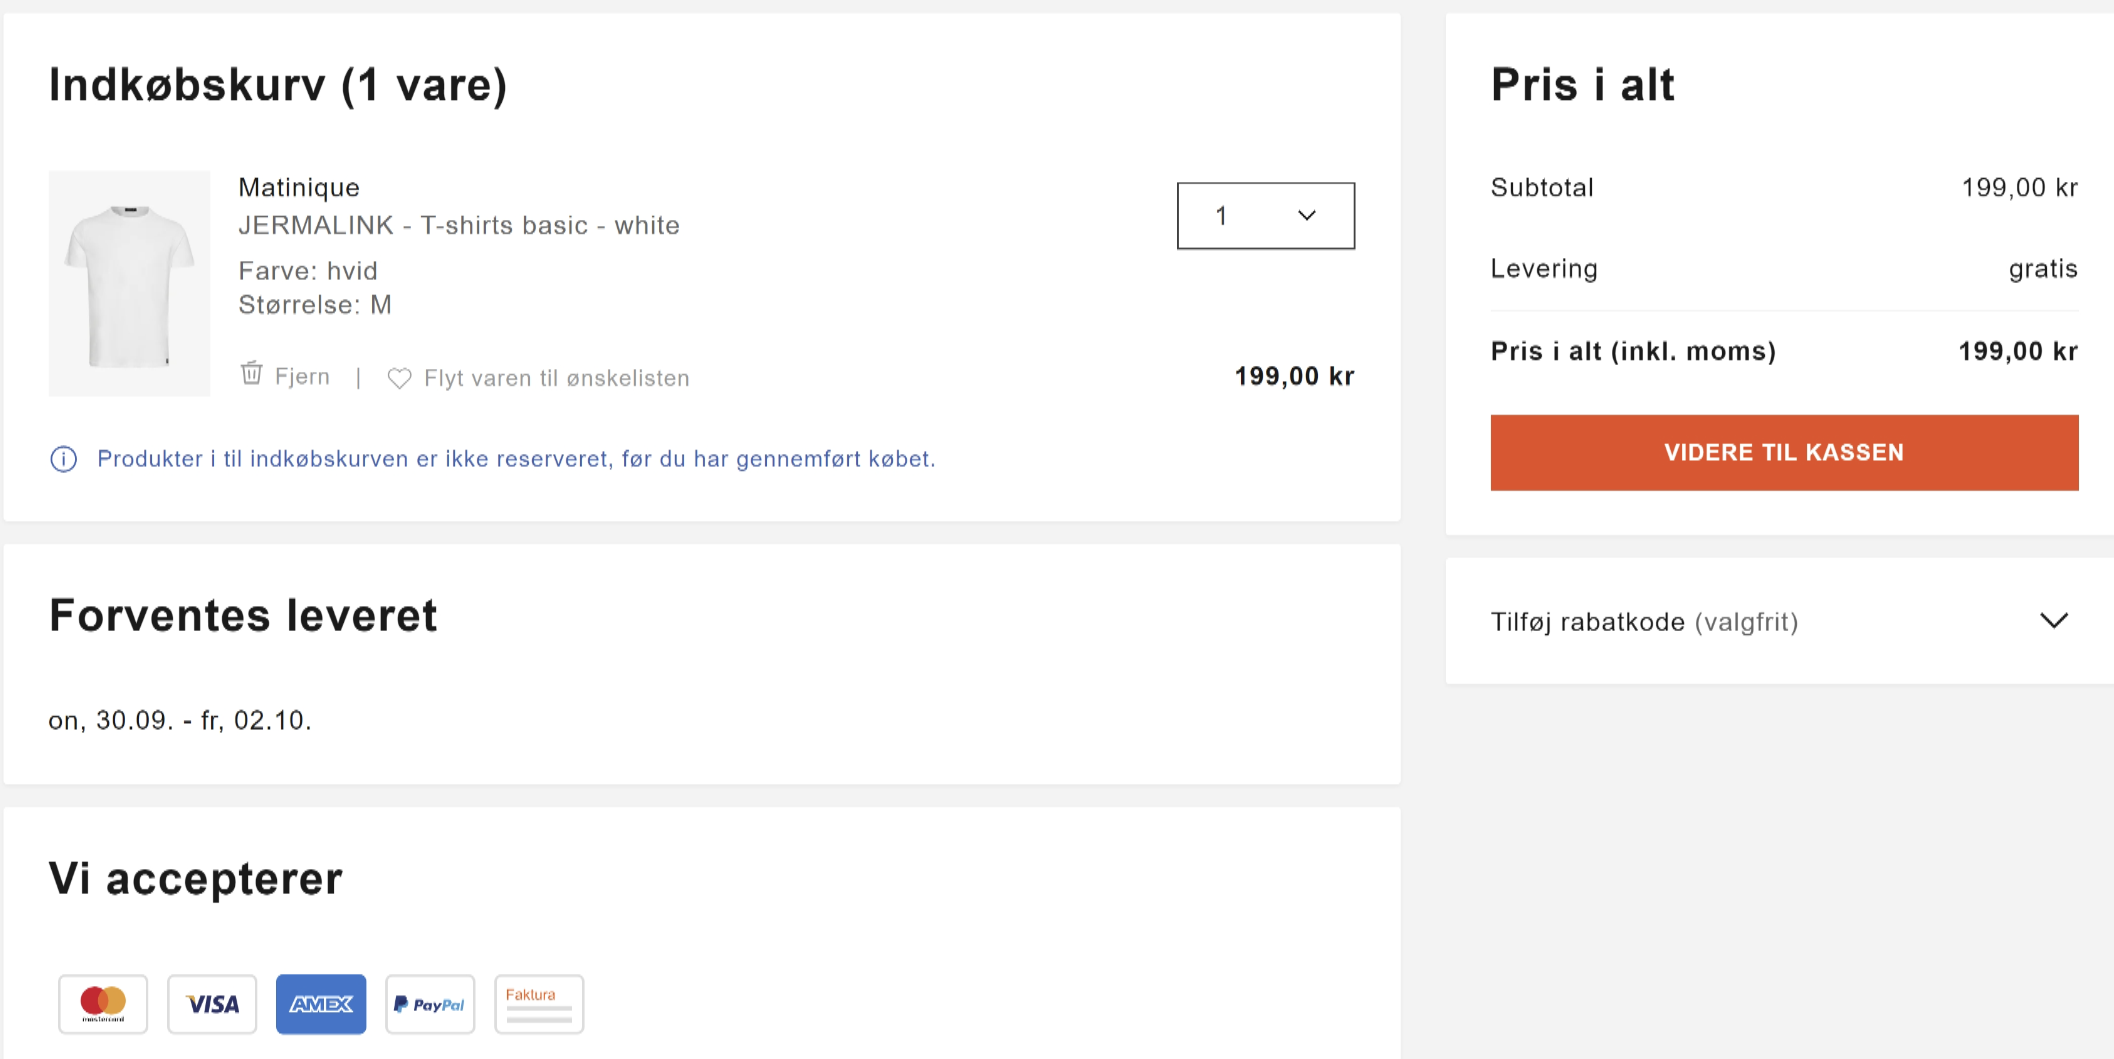 Indkøbskurv (1 vare)
Matinique
JERMALINK - T-shirts basic - white
Farve: hvid
Størrelse: M
1
Fjern | Flyt varen til ønskelisten
199,00 kr
Produkter i til indkøbskurven er ikke reserveret, før du har gennemført købet.
Forventes leveret
on, 30.09. - fr, 02.10.
Vi accepterer
mastercard
VISA
AMEX
PayPal
Faktura
Pris i alt
Subtotal 199,00 kr
Levering gratis
Pris i alt (inkl. moms) 199,00 kr
VIDERE TIL KASSEN
Tilføj rabatkode (valgfrit)